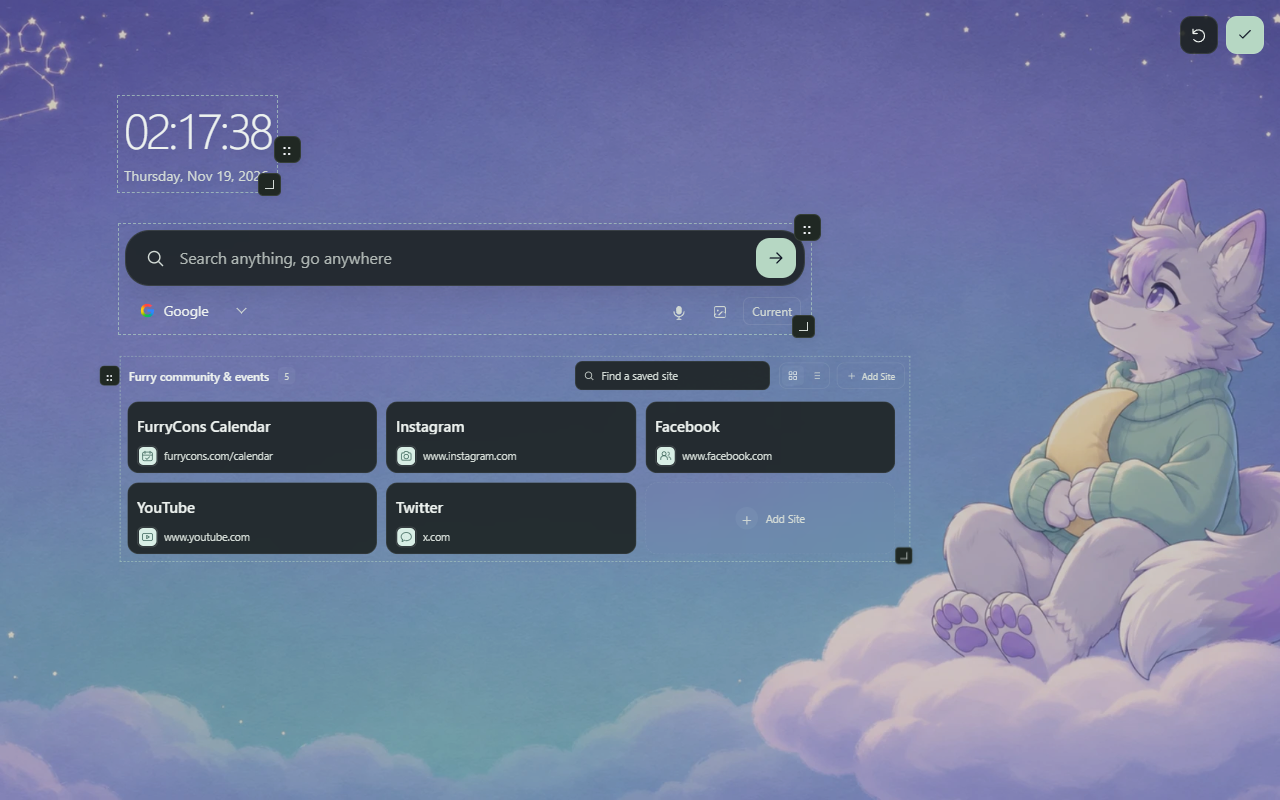 02:17:38
Thursday, Nov 19, 202
Search anything, go anywhere
Google
Current
Furry community & events 5
Find a saved site
Add Site
FurryCons Calendar
furrycons.com/calendar
Instagram
www.instagram.com
Facebook
www.facebook.com
YouTube
www.youtube.com
Twitter
x.com
Add Site